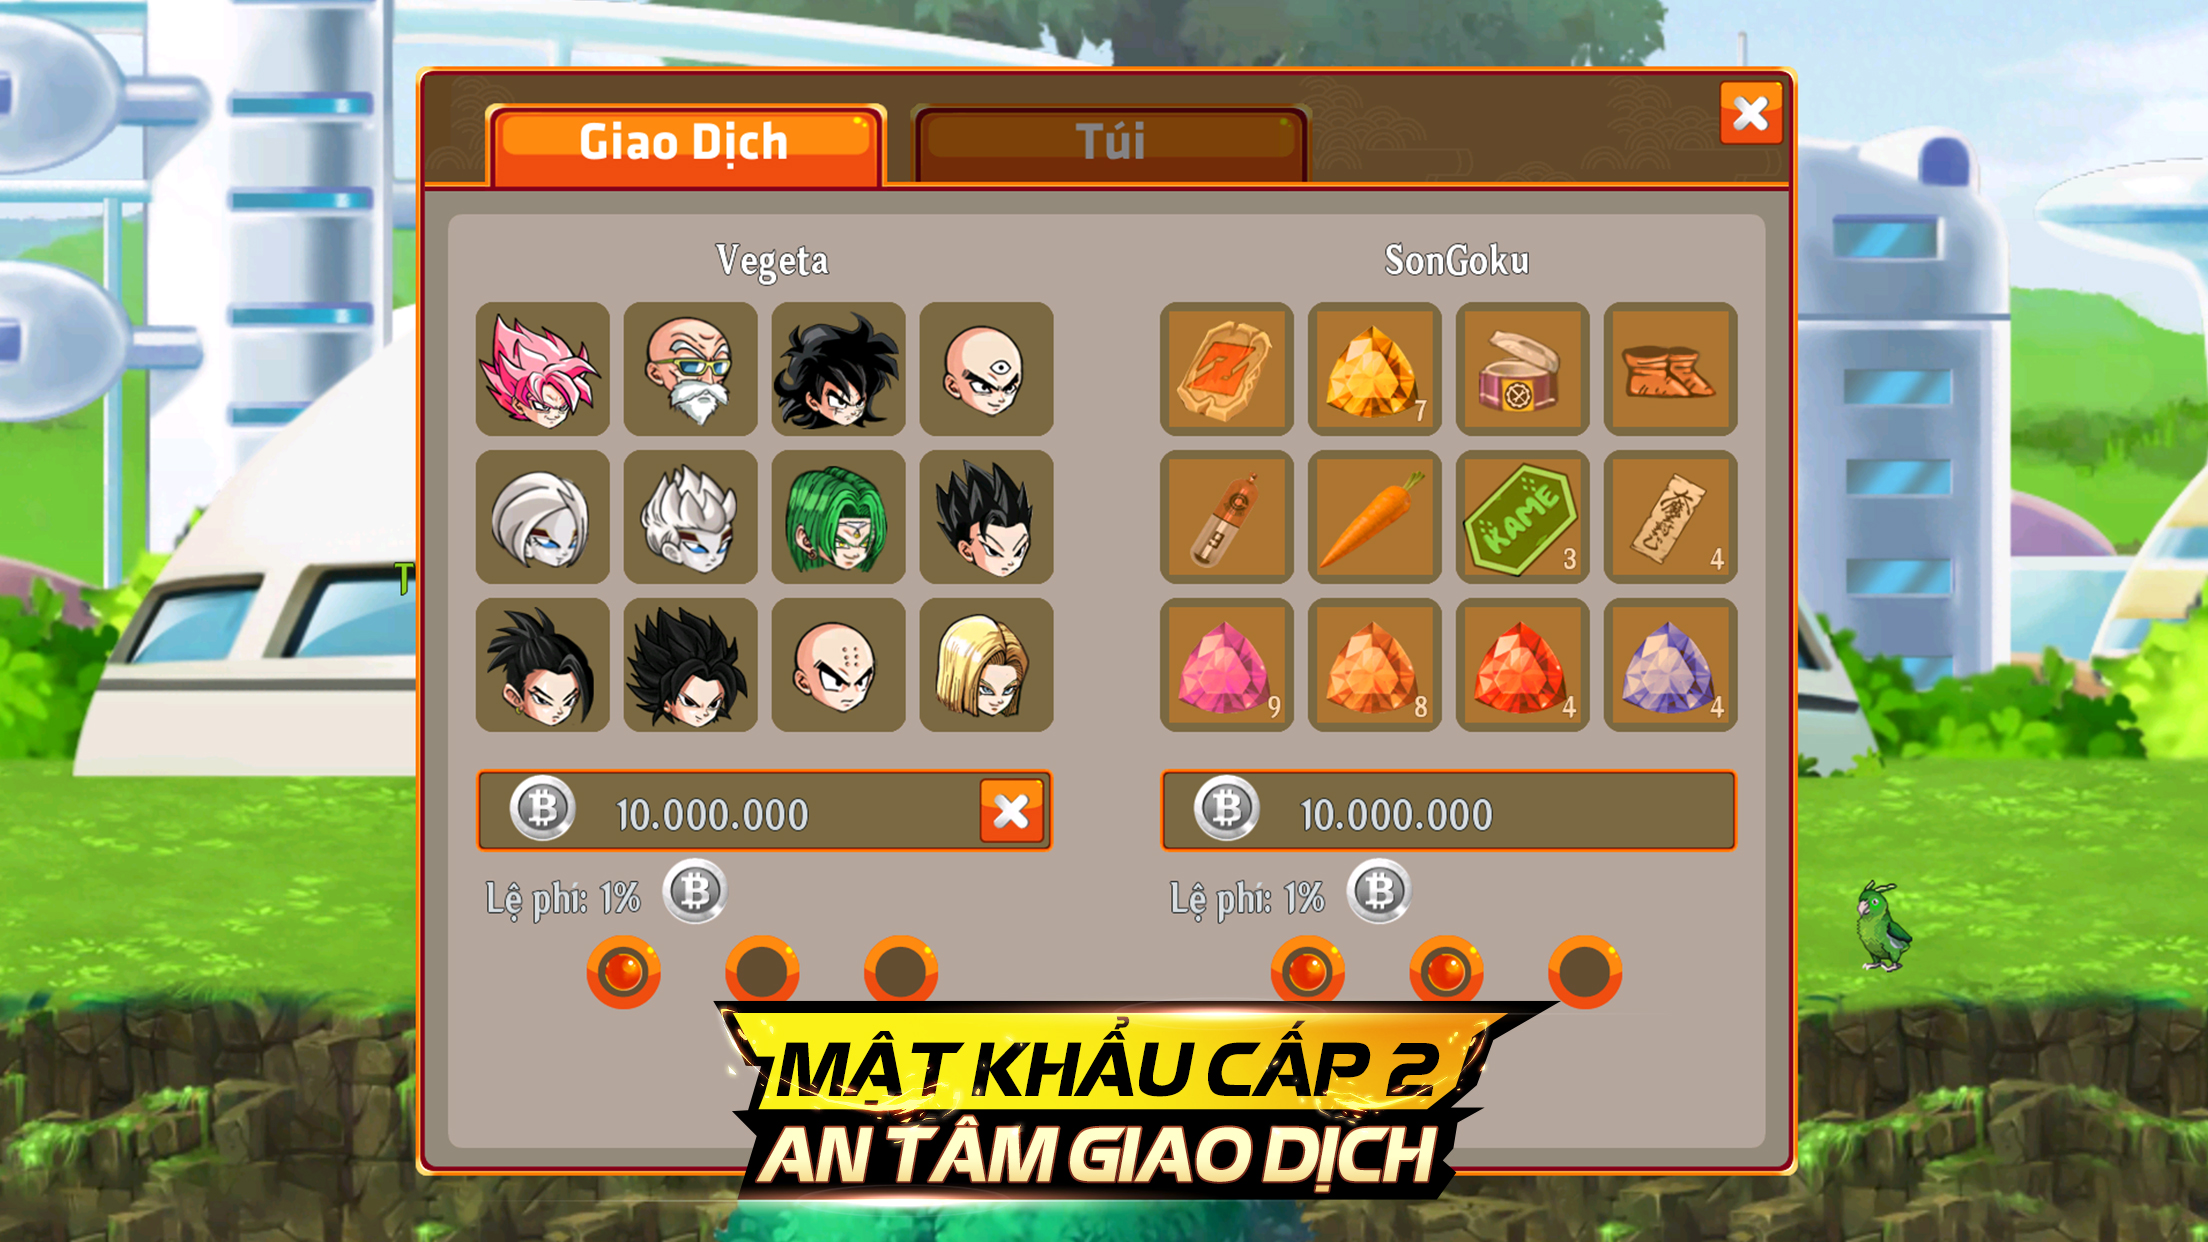 Giao Dịch
Túi
Vegeta
SonGoku
7
KAME
3
4
9
8
4
4
10.000.000
10.000.000
Lệ phí: 1%
Lệ phí: 1%
T
MẬT KHẨU CẤP 2
AN TÂM GIAO DỊCH